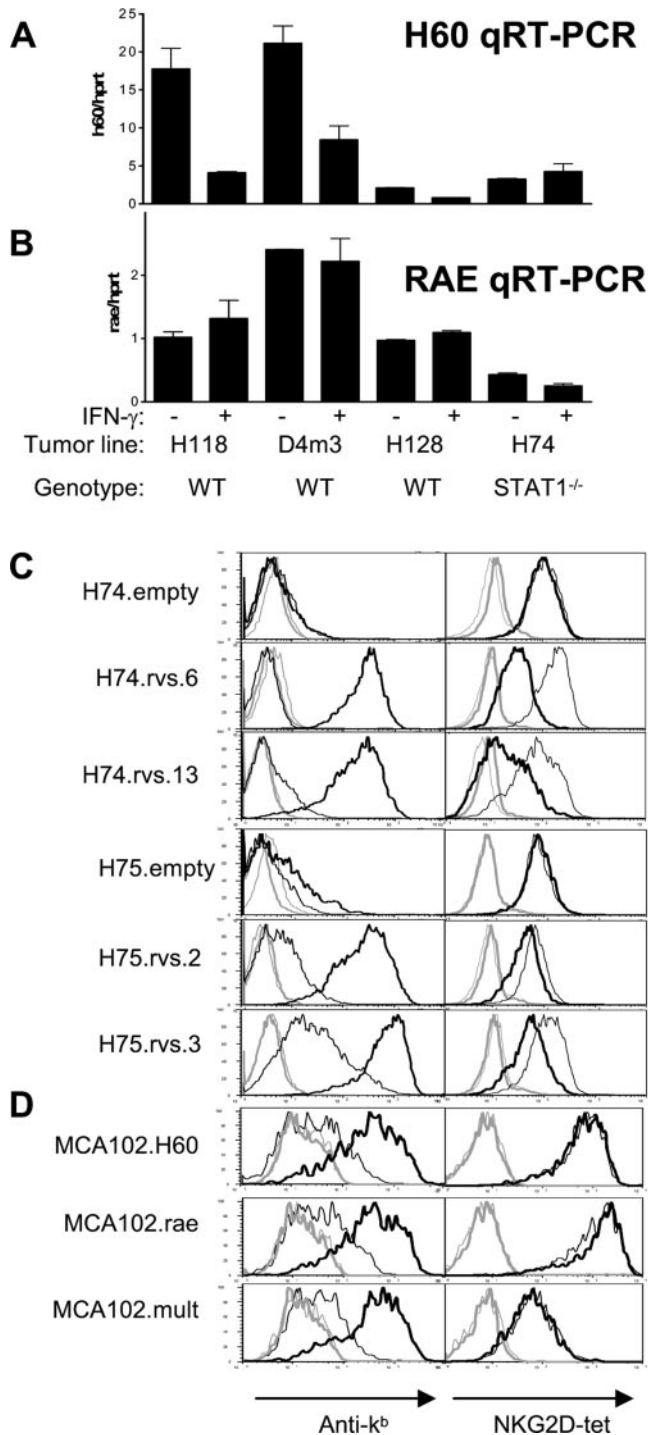 A
H60 qRT-PCR
h60/hprt
25
20
15
10
5
0
B
RAE qRT-PCR
rae/hprt
2
1
0
IFN-γ: - + - + - + - +
Tumor line: H118 D4m3 H128 H74
Genotype: WT WT WT STAT1-/-
C
H74.empty
H74.rvs.6
H74.rvs.13
H75.empty
H75.rvs.2
H75.rvs.3
D
MCA102.H60
MCA102.rae
MCA102.mult
Anti-kb NKG2D-tet